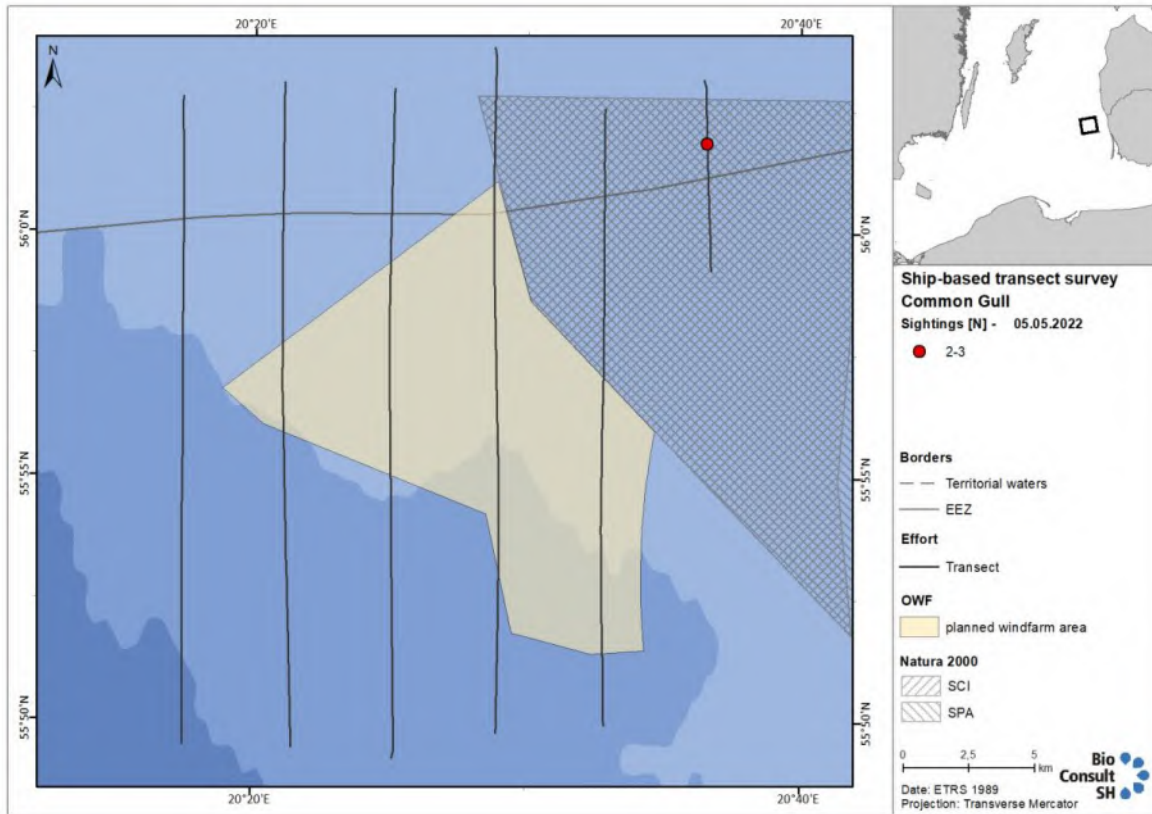 20°20'E
20°40'E
N
56°0'N
56°0'N
55°55'N
55°55'N
55°50'N
55°50'N
20°20'E
20°40'E
Ship-based transect survey
Common Gull
Sightings [N] - 05.05.2022
2-3
Borders
Territorial waters
EEZ
Effort
Transect
OWF
planned windfarm area
Natura 2000
SCI
SPA
0 2,5 5
km
Date: ETRS 1989
Projection: Transverse Mercator
Bio
Consult
SH